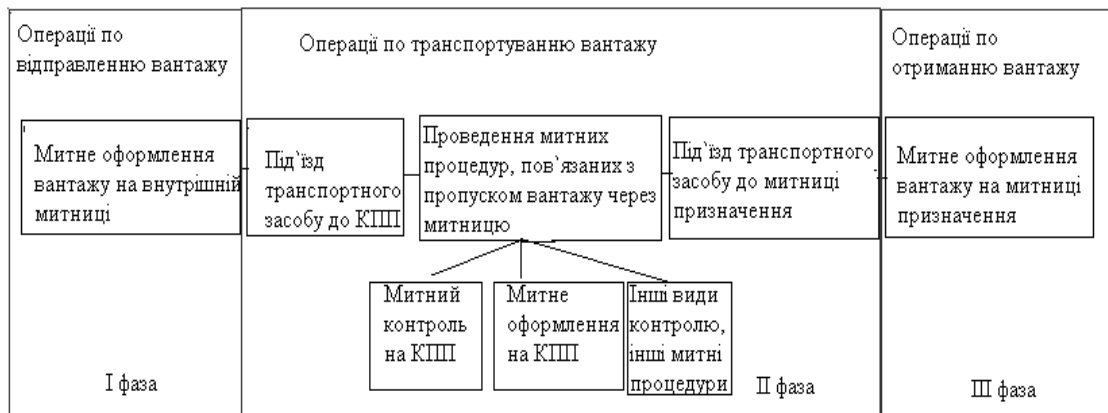 Операції по
відправленню вантажу
Митне оформлення
вантажу на внутрішній
митниці
І фаза
Операції по транспортуванню вантажу
Під`їзд
транспортного
засобу до КПП
Проведення митних
процедур, пов`язаних з
пропуском вантажу через
митницю
Під`їзд транспортного
засобу до митниці
призначення
Митний
контроль
на КПП
Митне
оформлення
на КПП
Інші види
контролю,
інші митні
процедури
ІІ фаза
Операції по
отриманню вантажу
Митне оформлення
вантажу на митниці
призначення
ІІІ фаза